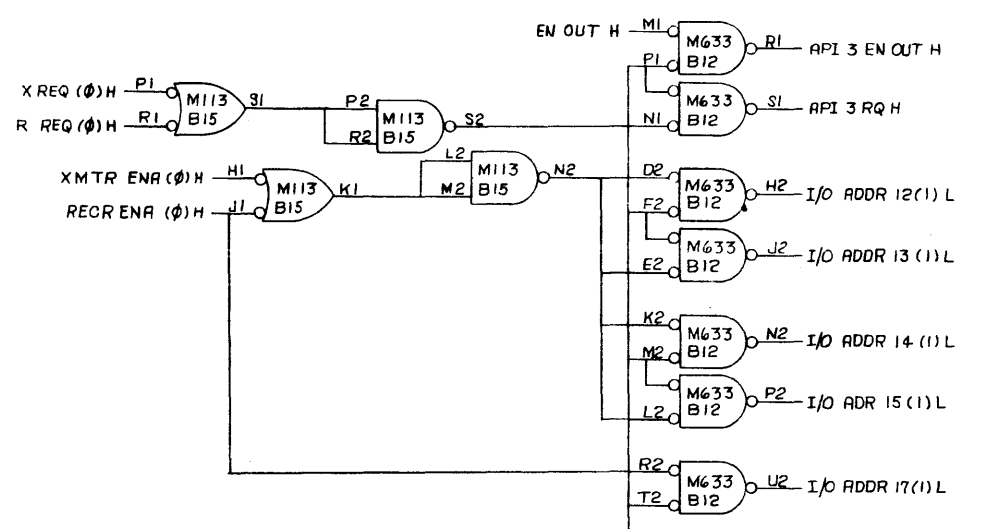 EN OUT H M1 M633 B12 R1 API 3 EN OUT H
P1
X REQ (Ø) H P1 M113 B15 S1
R REQ (Ø) H R1
P2 M113 B15 S2
R2
N1 M633 B12 S1 API 3 RQ H
XMTR ENA (Ø) H H1 M113 B15 K1
RECR ENA (Ø) H J1
L2 M113 B15 N2
M2
D2 M633 B12 H2 I/O ADDR 12(1) L
F2
E2 M633 B12 J2 I/O ADDR 13 (1) L
K2 M633 B12 N2 I/O ADDR 14 (1) L
M2
L2 M633 B12 P2 I/O ADR 15 (1) L
R2 M633 B12 U2 I/O ADDR 17(1) L
T2